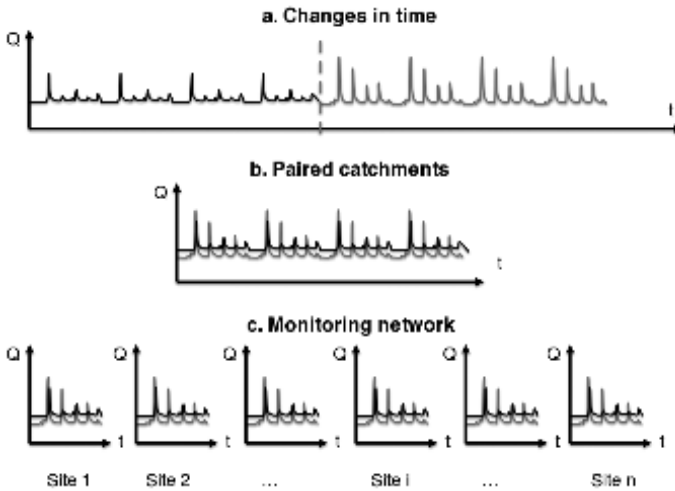 a. Changes in time
Q
t
b. Paired catchments
Q
t
c. Monitoring network
Q Q Q Q Q Q
t t t t t t
Site 1 Site 2 ... Site i ... Site n